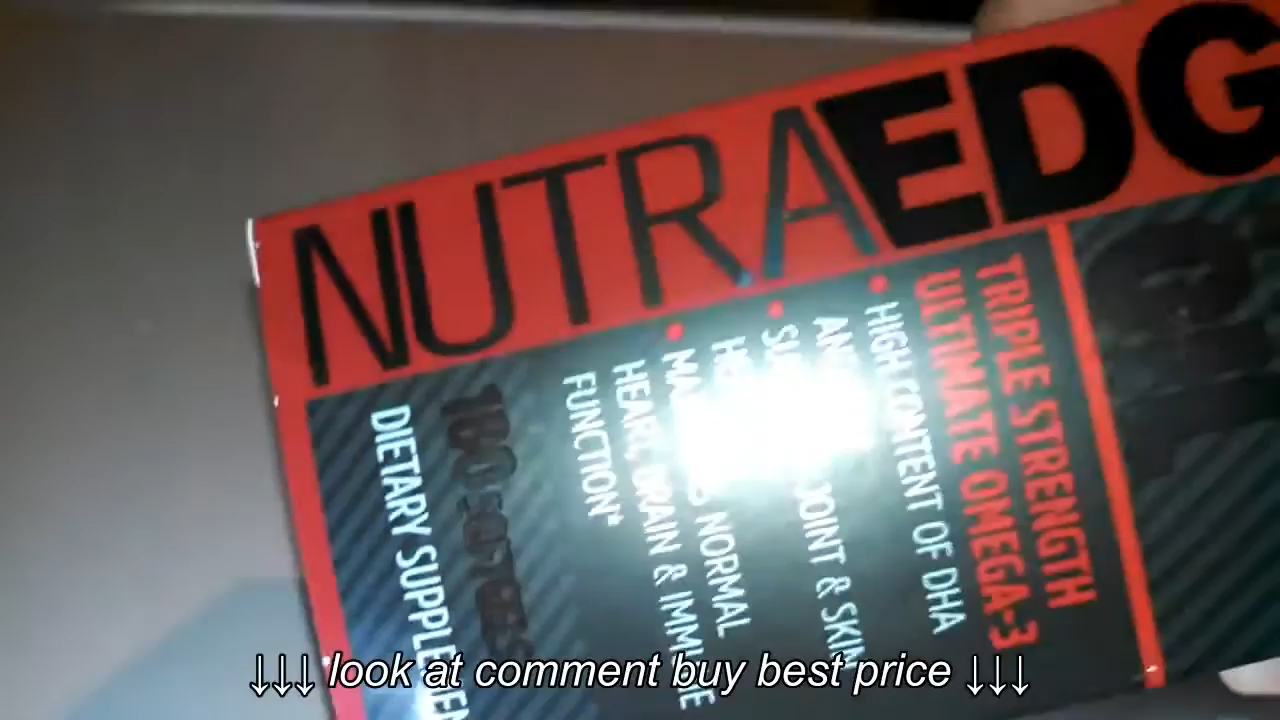 NUTRAEDG
TRIPLE STRENGTH
ULTIMATE OMEGA-3
• HIGH CONTENT OF DHA
JOINT & SKIN
NORMAL
HEART, BRAIN & IMMUNE
FUNCTION*
DIETARY SUPPLEMEN
↓↓↓ look at comment buy best price ↓↓↓